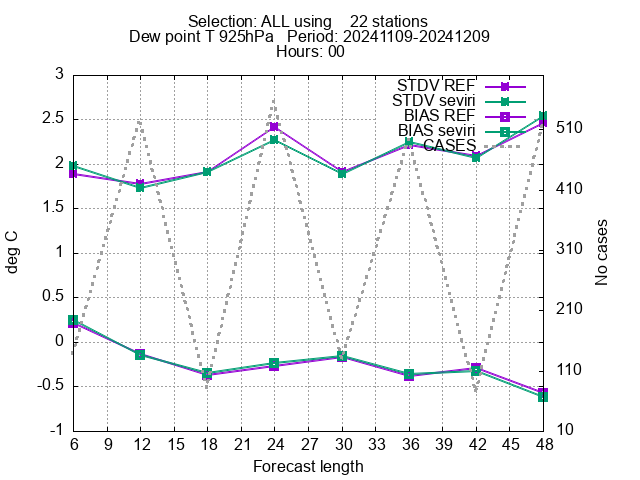 Selection: ALL using    22 stations
Dew point T 925hPa   Period: 20241109-20241209
Hours: 00
STDV REF
STDV seviri
BIAS REF
BIAS seviri
CASES
3
2.5
2
1.5
1
0.5
0
-0.5
-1
deg C
510
410
310
210
110
10
No cases
6 9 12 15 18 21 24 27 30 33 36 39 42 45 48
Forecast length